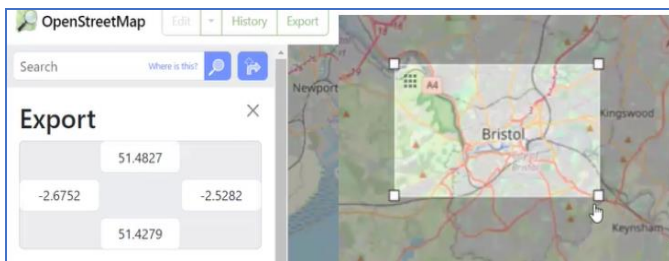 OpenStreetMap Edit History Export
Search Where is this?
Export
51.4827
-2.6752 -2.5282
51.4279
Newport
A4
Kingswood
Bristol
Keynsham